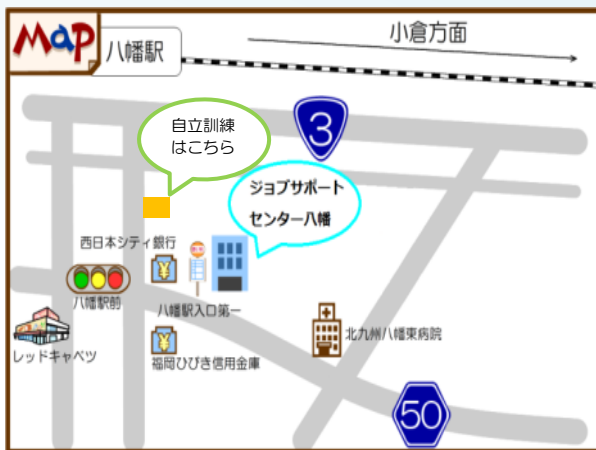 Map
八幡駅
小倉方面
3
自立訓練
はこちら
ジョブサポート
センター八幡
西日本シティ銀行
¥
八幡駅前
八幡駅入口第一
レッドキャベツ
¥
福岡ひびき信用金庫
北九州八幡東病院
50